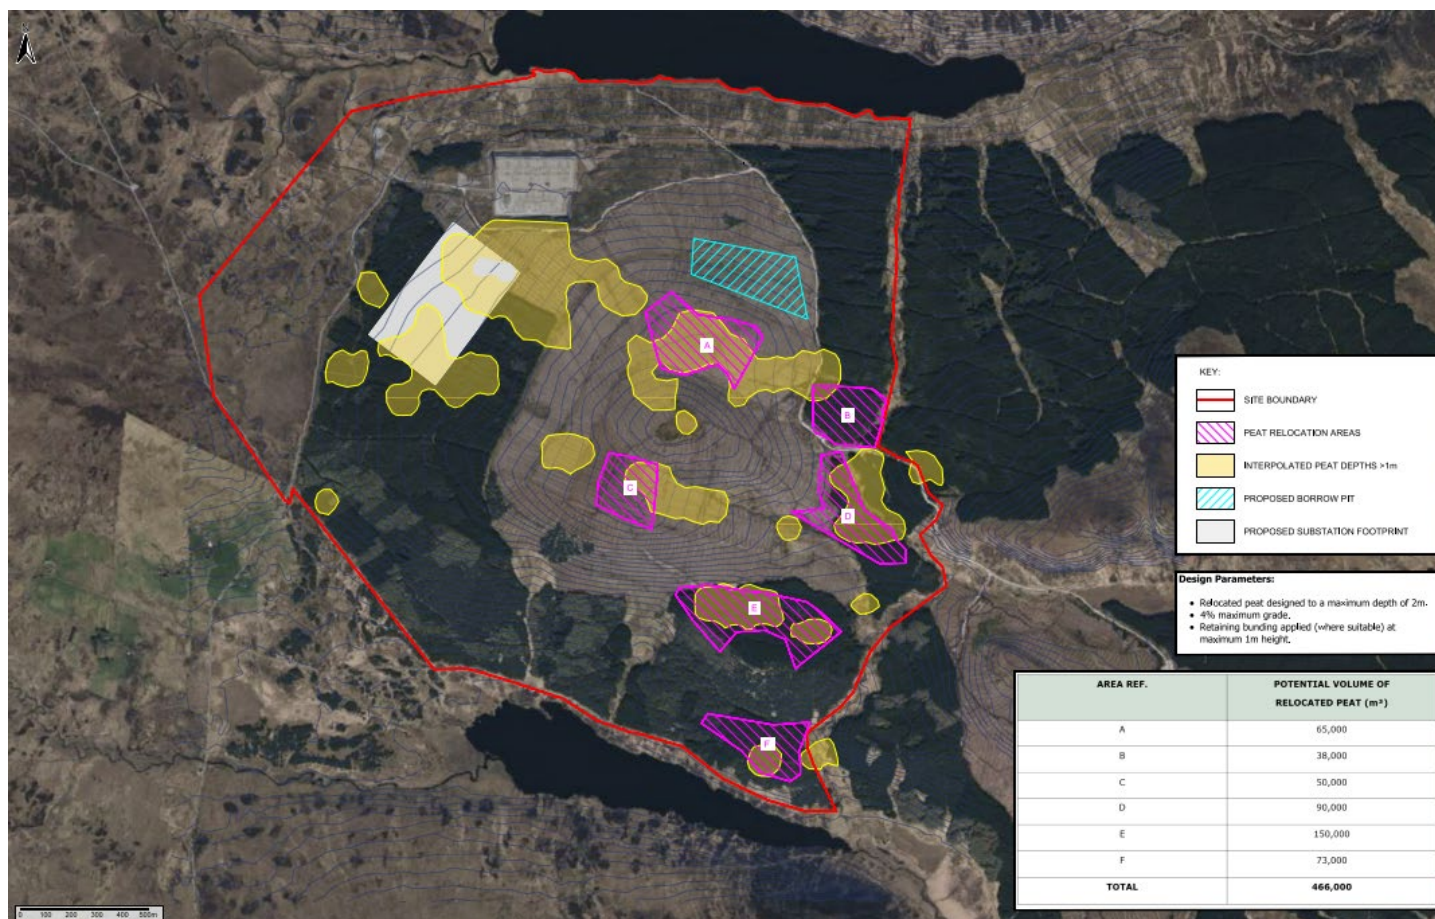 N
A
B
C
D
E
F
KEY:
SITE BOUNDARY
PEAT RELOCATION AREAS
INTERPOLATED PEAT DEPTHS >1m
PROPOSED BORROW PIT
PROPOSED SUBSTATION FOOTPRINT
Design Parameters:
• Relocated peat designed to a maximum depth of 2m.
• 4% maximum grade.
• Retaining bunding applied (where suitable) at
maximum 1m height.
AREA REF. POTENTIAL VOLUME OF
RELOCATED PEAT (m³)
A 65,000
B 38,000
C 50,000
D 90,000
E 150,000
F 73,000
TOTAL 466,000
0 100 200 300 400 500m